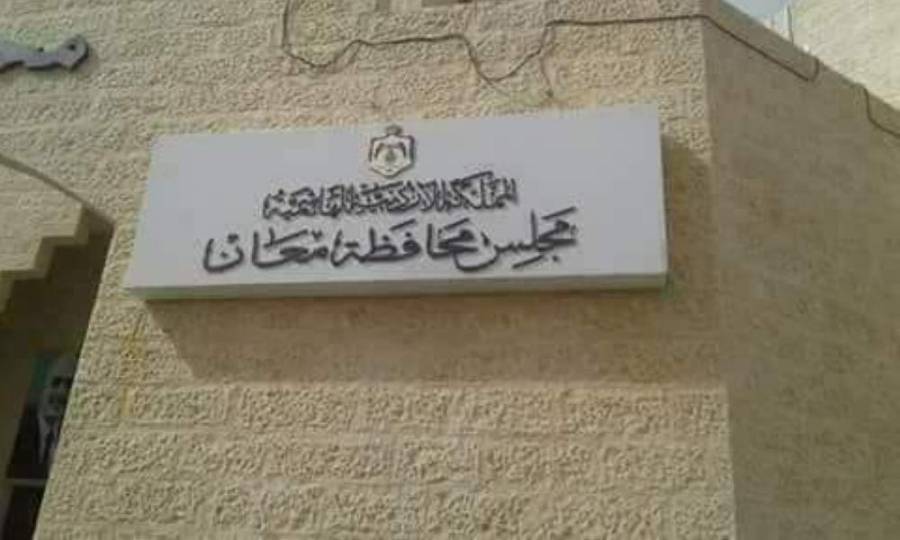 المملكة الأردنية الهاشمية
مجلس محافظة معان